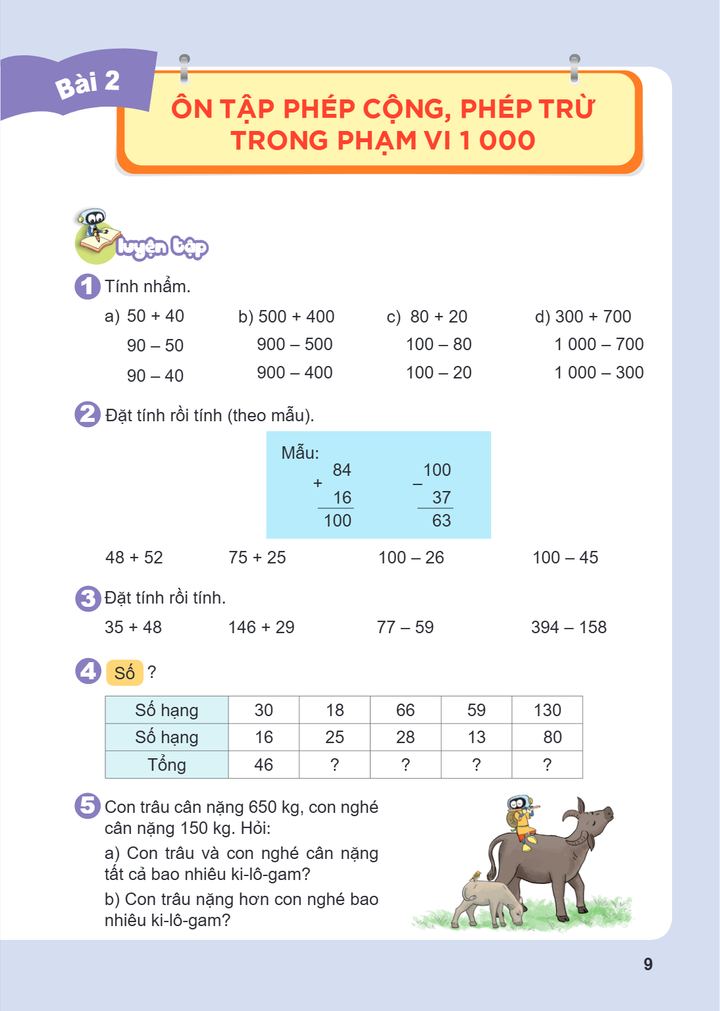 Bài 2
ÔN TẬP PHÉP CỘNG, PHÉP TRỪ
TRONG PHẠM VI 1 000
luyện tập
1 Tính nhẩm.
a) 50 + 40 b) 500 + 400 c) 80 + 20 d) 300 + 700
90 – 50 900 – 500 100 – 80 1 000 – 700
90 – 40 900 – 400 100 – 20 1 000 – 300
2 Đặt tính rồi tính (theo mẫu).
Mẫu:
84 100
+ –
16 37
100 63
48 + 52 75 + 25 100 – 26 100 – 45
3 Đặt tính rồi tính.
35 + 48 146 + 29 77 – 59 394 – 158
4 Số ?
Số hạng 30 18 66 59 130
Số hạng 16 25 28 13 80
Tổng 46 ? ? ? ?
5 Con trâu cân nặng 650 kg, con nghé
cân nặng 150 kg. Hỏi:
a) Con trâu và con nghé cân nặng
tất cả bao nhiêu ki-lô-gam?
b) Con trâu nặng hơn con nghé bao
nhiêu ki-lô-gam?
9